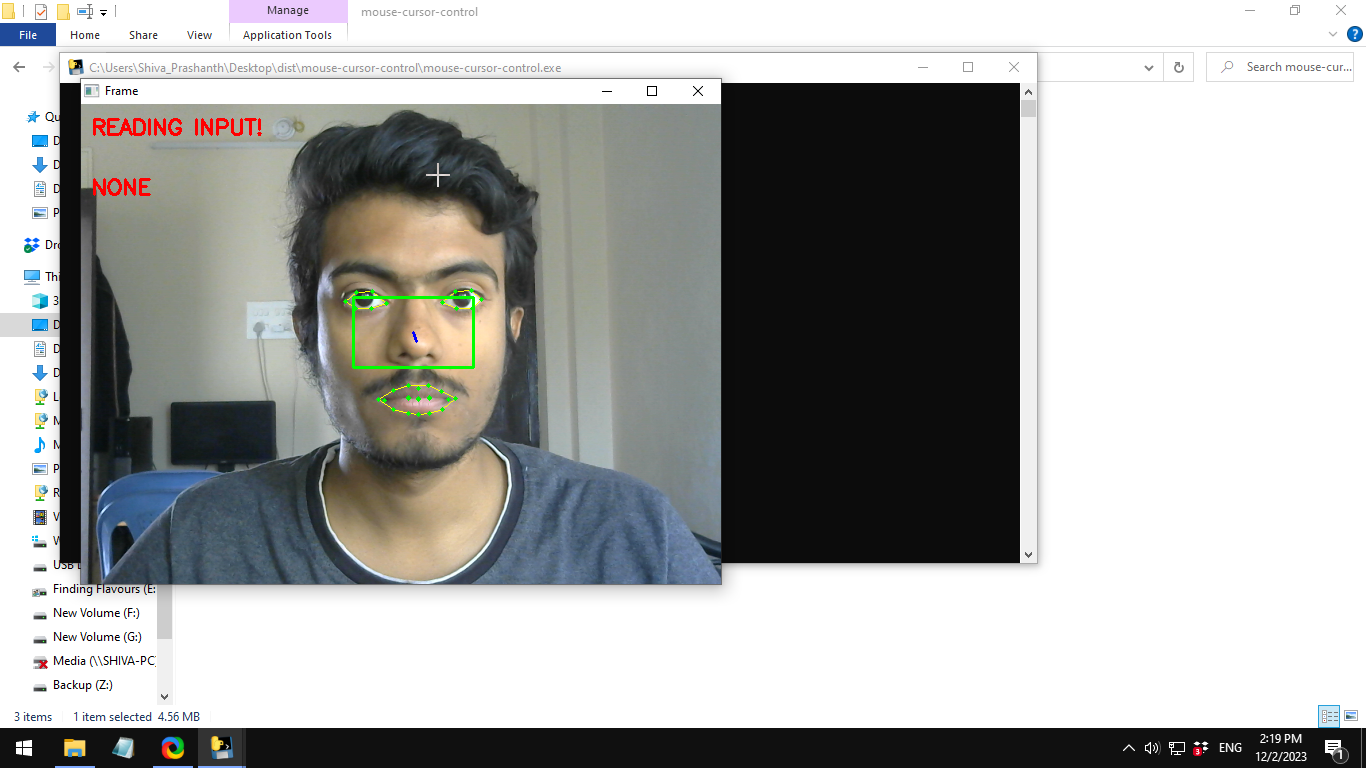 Manage
mouse-cursor-control
File
Home
Share
View
Application Tools
C:\Users\Shiva_Prashanth\Desktop\dist\mouse-cursor-control\mouse-cursor-control.exe
Search mouse-cur...
Frame
READING INPUT!
NONE
Qu
D
D
D
P
Dro
Thi
3
D
D
D
L
M
M
P
R
V
W
USB D
Finding Flavours (E:
New Volume (F:)
New Volume (G:)
Media (\\SHIVA-PC)
Backup (Z:)
3 items
1 item selected 4.56 MB
ENG
2:19 PM
12/2/2023
3
1